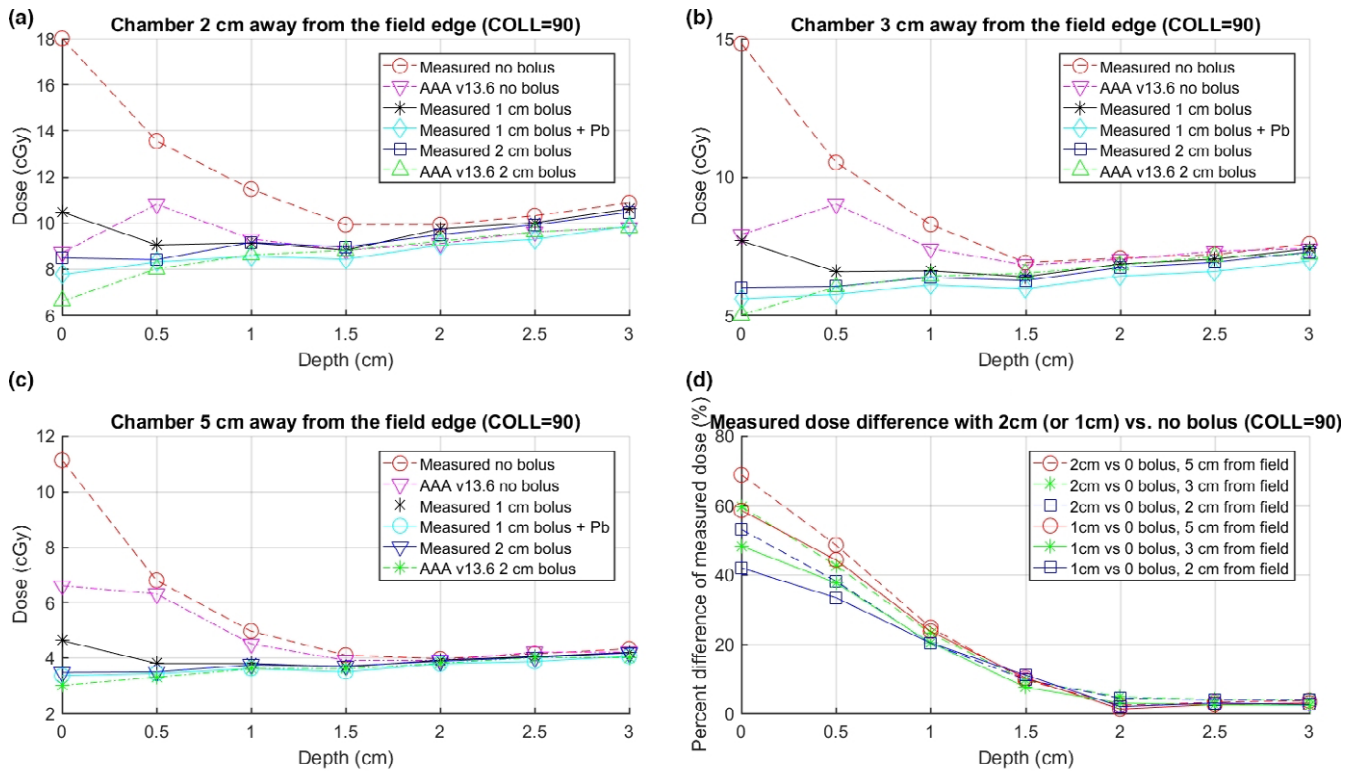 (a)
Chamber 2 cm away from the field edge (COLL=90)
18
16
14
12
10
8
6
Dose (cGy)
Measured no bolus
AAA v13.6 no bolus
Measured 1 cm bolus
Measured 1 cm bolus + Pb
Measured 2 cm bolus
AAA v13.6 2 cm bolus
0 0.5 1 1.5 2 2.5 3
Depth (cm)
(b)
Chamber 3 cm away from the field edge (COLL=90)
15
10
5
Dose (cGy)
Measured no bolus
AAA v13.6 no bolus
Measured 1 cm bolus
Measured 1 cm bolus + Pb
Measured 2 cm bolus
AAA v13.6 2 cm bolus
0 0.5 1 1.5 2 2.5 3
Depth (cm)
(c)
Chamber 5 cm away from the field edge (COLL=90)
12
10
8
6
4
2
Dose (cGy)
Measured no bolus
AAA v13.6 no bolus
Measured 1 cm bolus
Measured 1 cm bolus + Pb
Measured 2 cm bolus
AAA v13.6 2 cm bolus
0 0.5 1 1.5 2 2.5 3
Depth (cm)
(d)
Measured dose difference with 2cm (or 1cm) vs. no bolus (COLL=90)
80
60
40
20
0
Percent difference of measured dose (%)
2cm vs 0 bolus, 5 cm from field
2cm vs 0 bolus, 3 cm from field
2cm vs 0 bolus, 2 cm from field
1cm vs 0 bolus, 5 cm from field
1cm vs 0 bolus, 3 cm from field
1cm vs 0 bolus, 2 cm from field
0 0.5 1 1.5 2 2.5 3
Depth (cm)